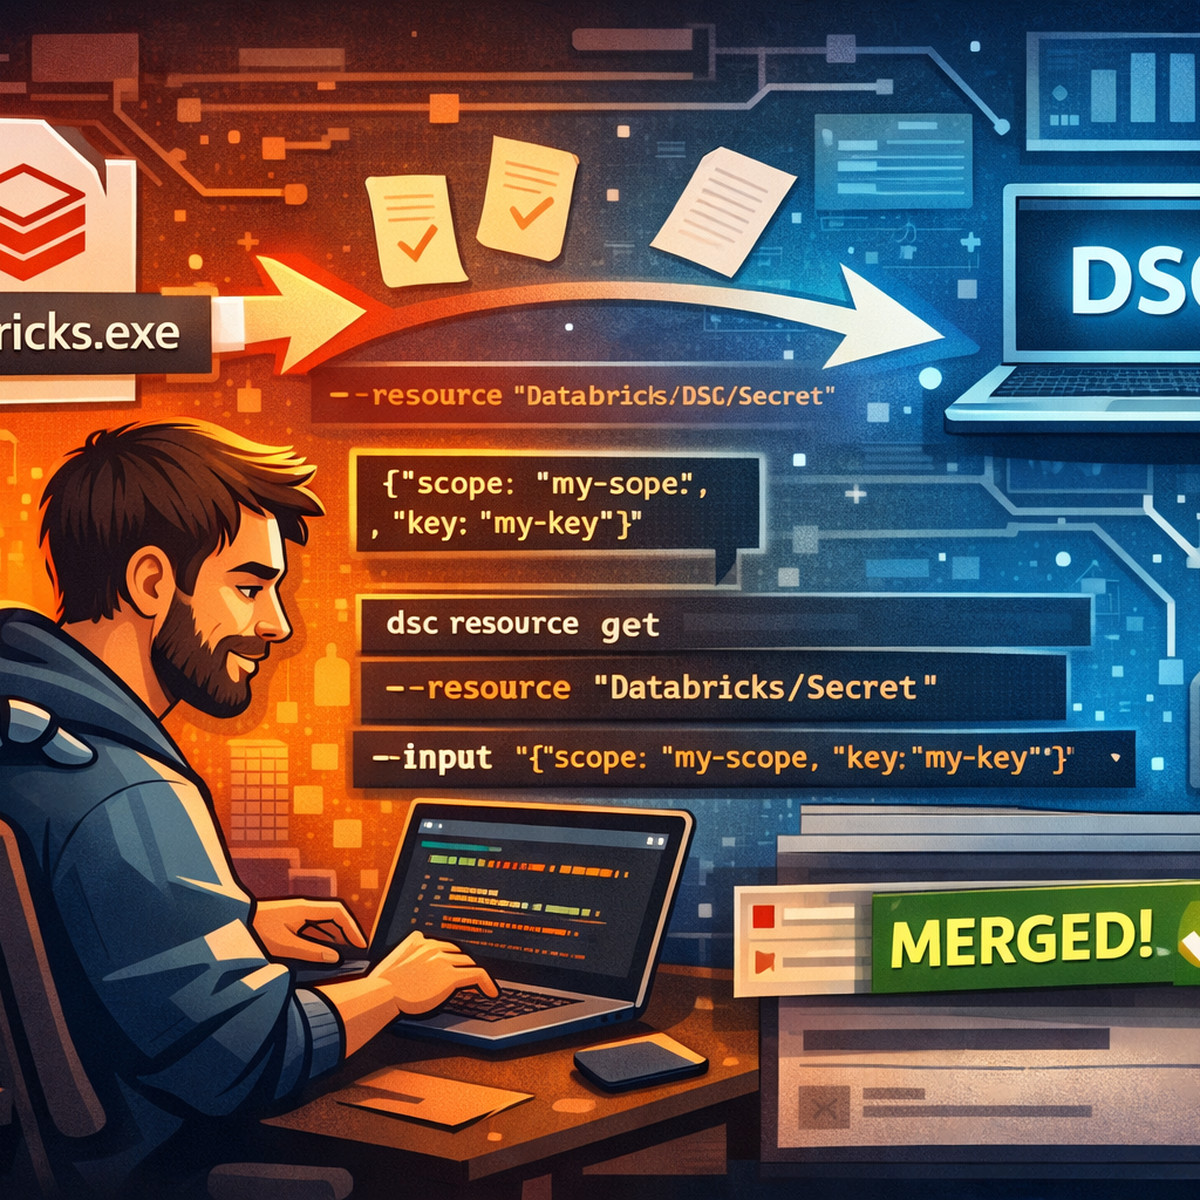 ricks.exe
DSC
--resource "Databricks/DSC/Secret"
{"scope: "my-sope.",
, "key: "my-key"}"
dsc resource get
--resource "Databricks/Secret"
--input "{"scope: "my-scope, "key:"my-key""}"
MERGED!